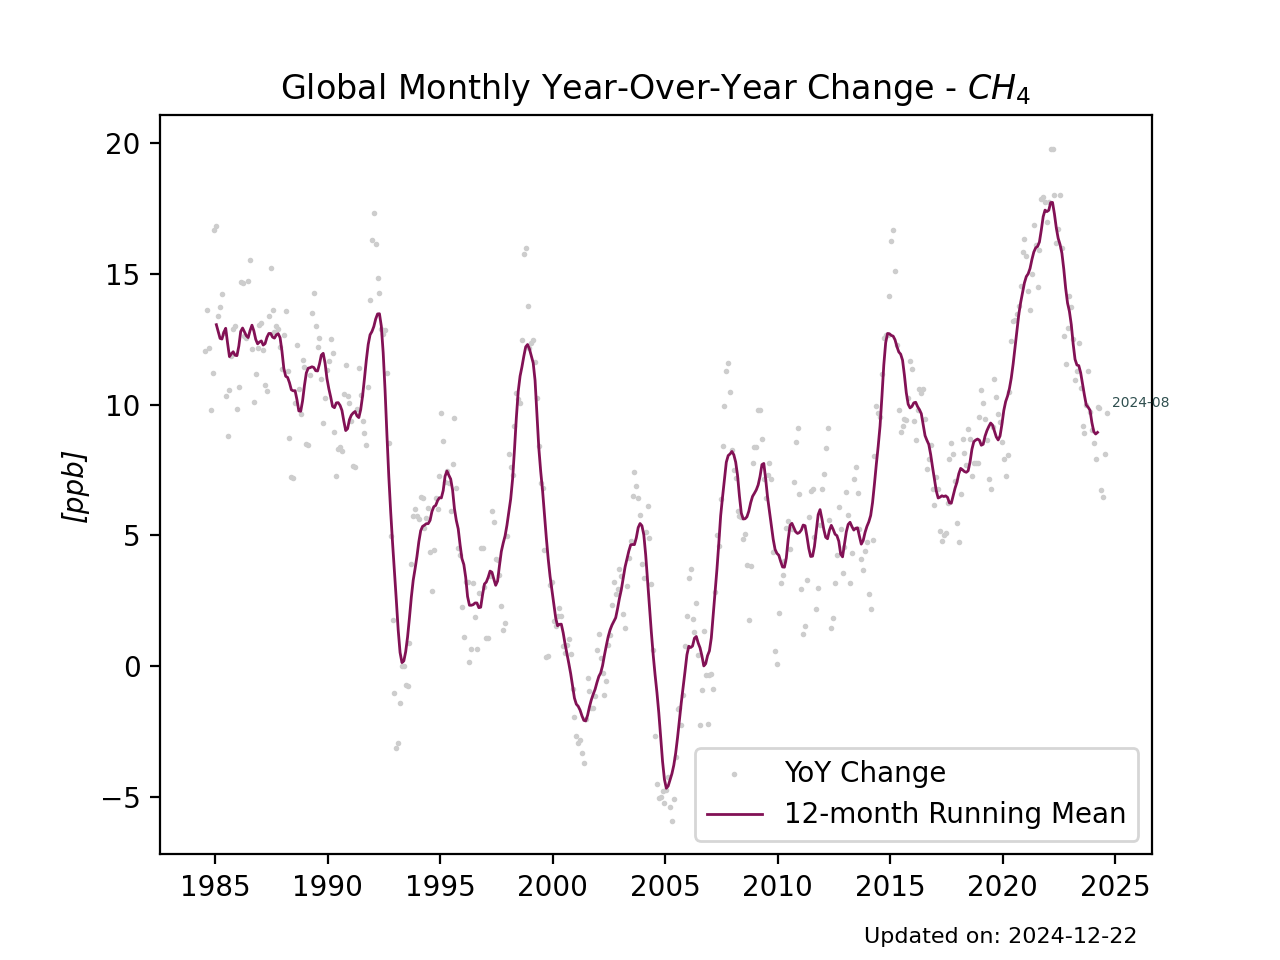 Global Monthly Year-Over-Year Change - CH₄
[ppb]
20
15
10
5
0
−5
2024-08
YoY Change
12-month Running Mean
1985 1990 1995 2000 2005 2010 2015 2020 2025
Updated on: 2024-12-22